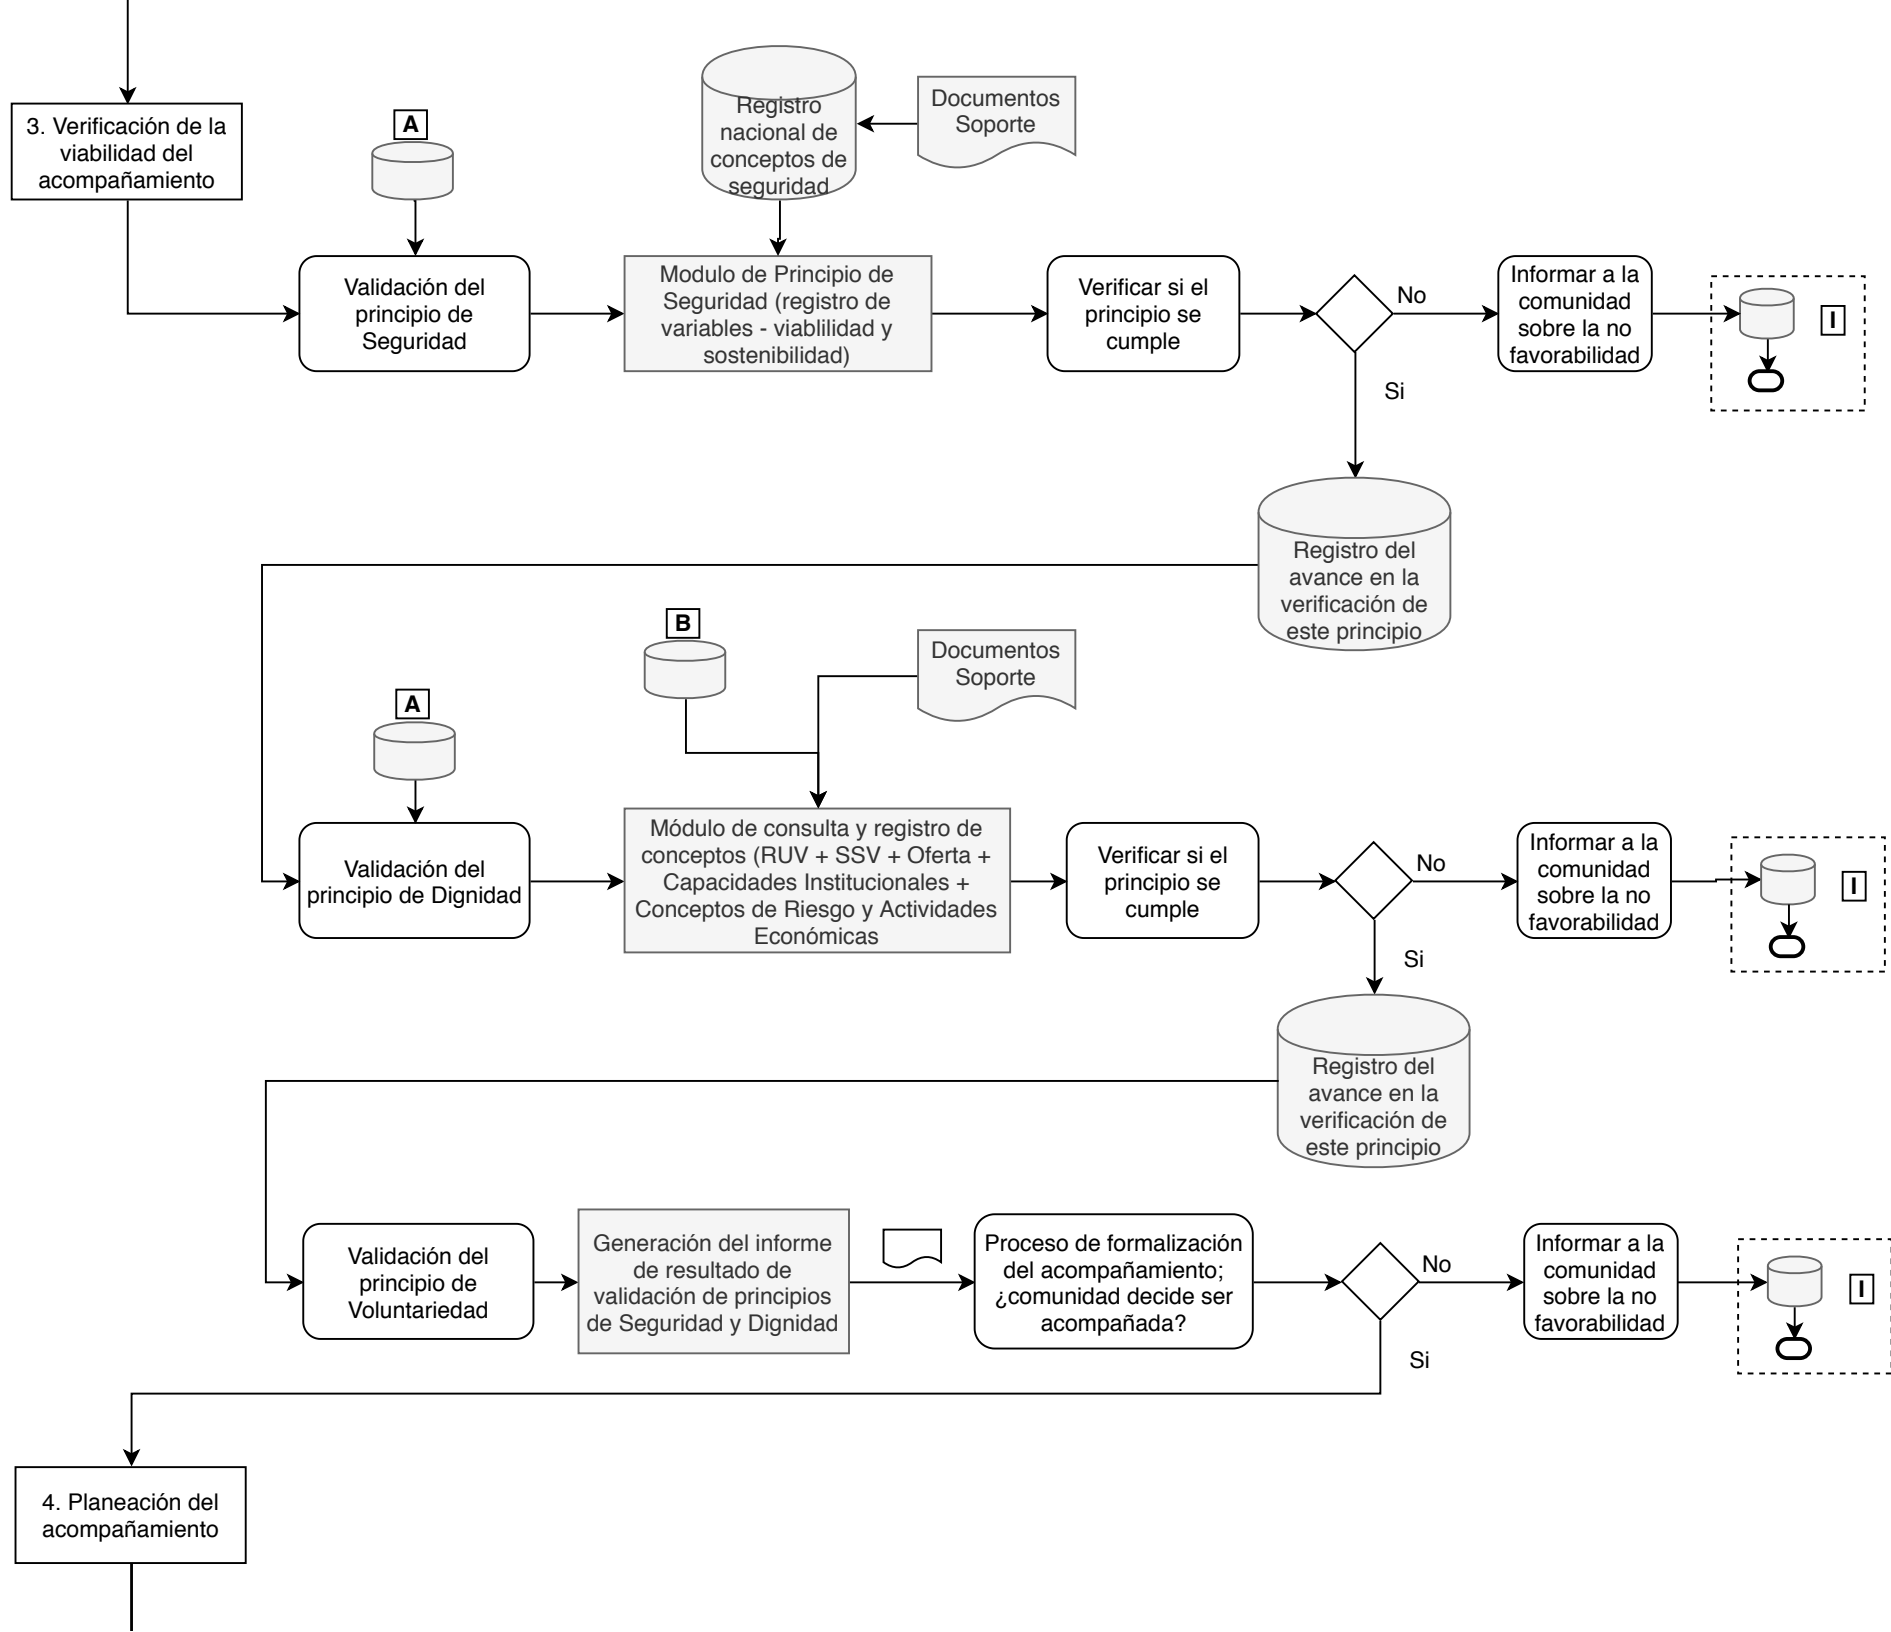 3. Verificación de la
viabilidad del
acompañamiento
A
Registro
nacional de
conceptos de
seguridad
Documentos
Soporte
Validación del
principio de
Seguridad
Modulo de Principio de
Seguridad (registro de
variables - viablilidad y
sostenibilidad)
Verificar si el
principio se
cumple
No
Si
Informar a la
comunidad
sobre la no
favorabilidad
I
Registro del
avance en la
verificación de
este principio
B
Documentos
Soporte
A
Validación del
principio de Dignidad
Módulo de consulta y registro de
conceptos (RUV + SSV + Oferta +
Capacidades Institucionales +
Conceptos de Riesgo y Actividades
Económicas
Verificar si el
principio se
cumple
No
Si
Informar a la
comunidad
sobre la no
favorabilidad
I
Registro del
avance en la
verificación de
este principio
Validación del
principio de
Voluntariedad
Generación del informe
de resultado de
validación de principios
de Seguridad y Dignidad
Proceso de formalización
del acompañamiento;
¿comunidad decide ser
acompañada?
No
Si
Informar a la
comunidad
sobre la no
favorabilidad
I
4. Planeación del
acompañamiento